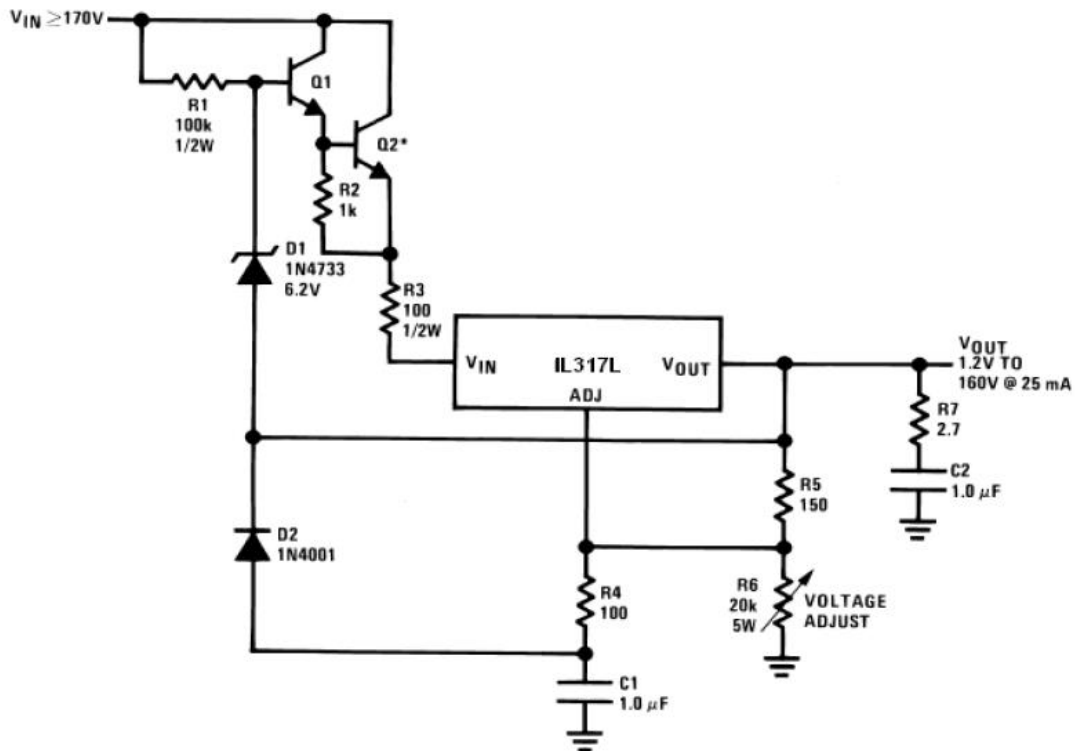 VIN ≥170V
R1
100k
1/2W
Q1
Q2*
R2
1k
D1
1N4733
6.2V
R3
100
1/2W
VIN
IL317L
VOUT
ADJ
VOUT
1.2V TO
160V @ 25 mA
R7
2.7
C2
1.0 μF
R5
150
D2
1N4001
R4
100
R6
20k
5W
VOLTAGE
ADJUST
C1
1.0 μF